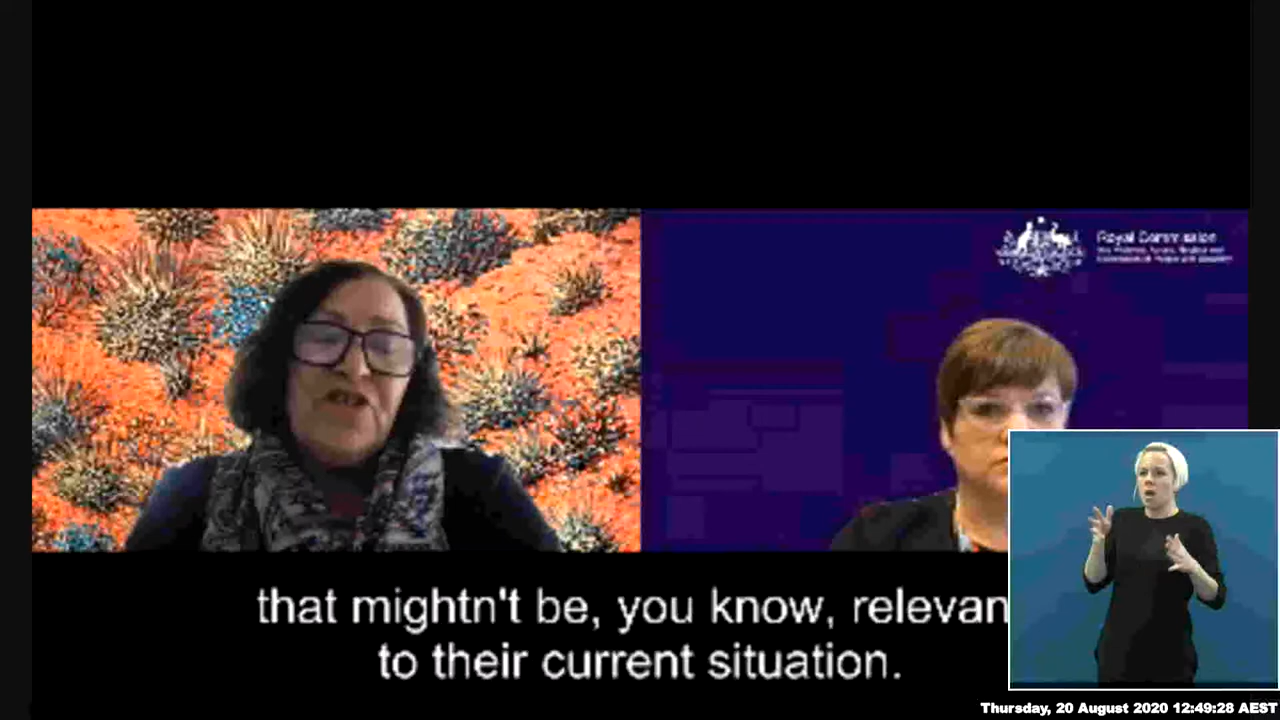 Royal Commission
that mightn't be, you know, relevan
to their current situation.
Thursday, 20 August 2020 12:49:28 AEST